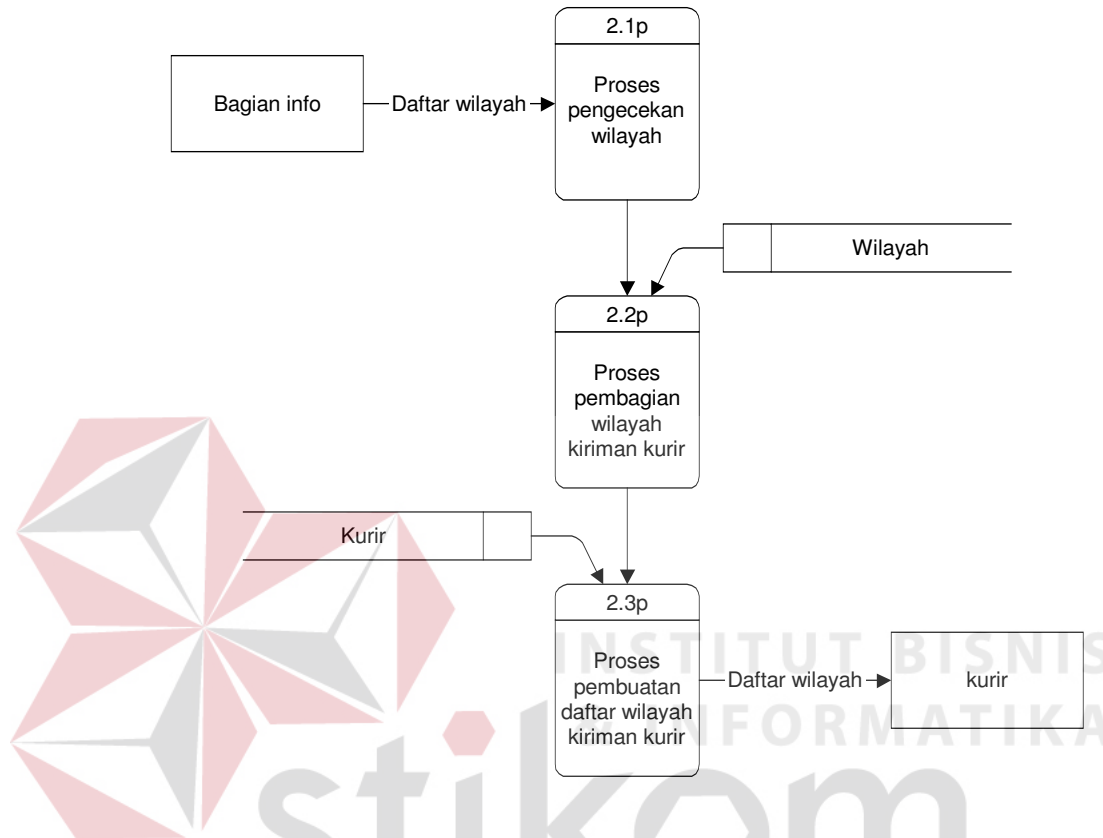 2.1p
Proses
pengecekan
wilayah
Bagian info
Daftar wilayah
Wilayah
2.2p
Proses
pembagian
wilayah
kiriman kurir
Kurir
2.3p
Proses
pembuatan
daftar wilayah
kiriman kurir
Daftar wilayah
kurir
INSTITUT BISNIS
& INFORMATIKA
stikom